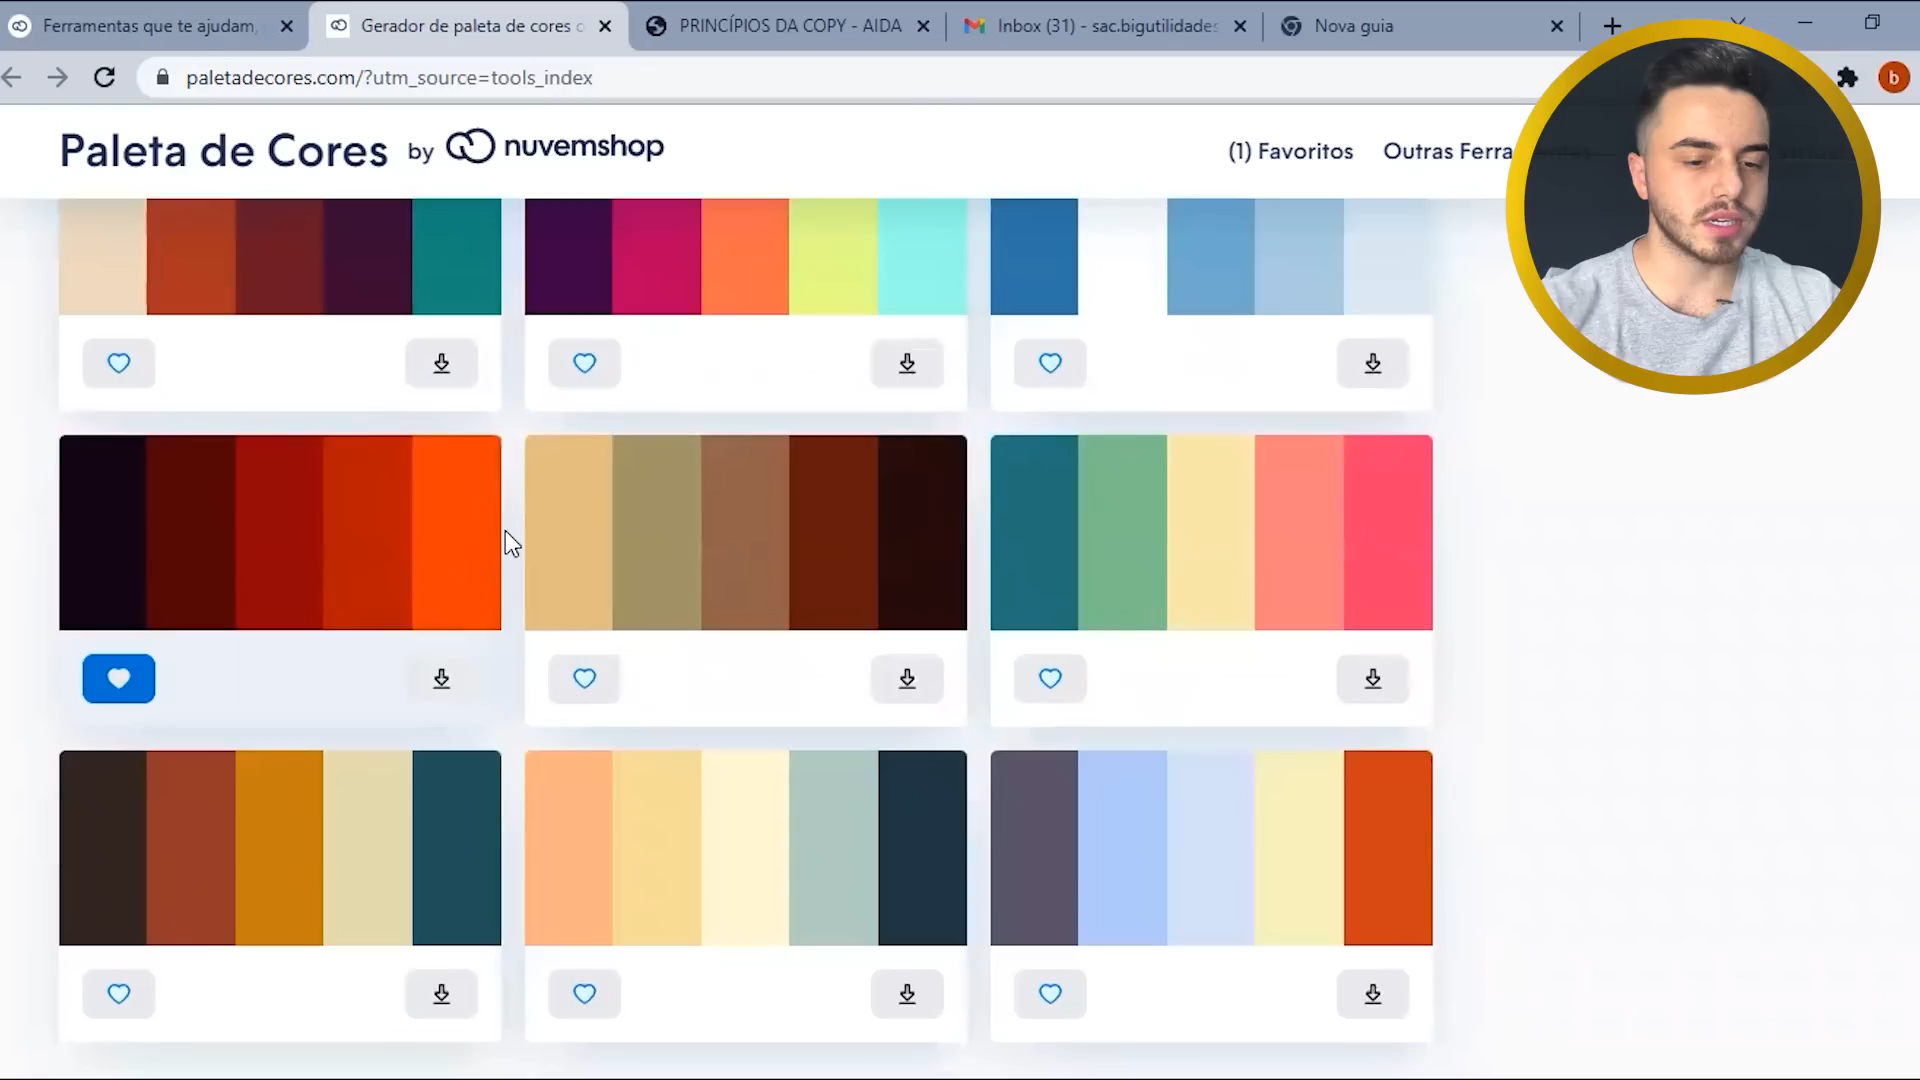 Ferramentas que te ajudam,
Gerador de paleta de cores o
PRINCÍPIOS DA COPY - AIDA
Inbox (31) - sac.bigutilidades
Nova guia
paletadecores.com/?utm_source=tools_index
b
Paleta de Cores by nuvemshop
(1) Favoritos
Outras Ferra